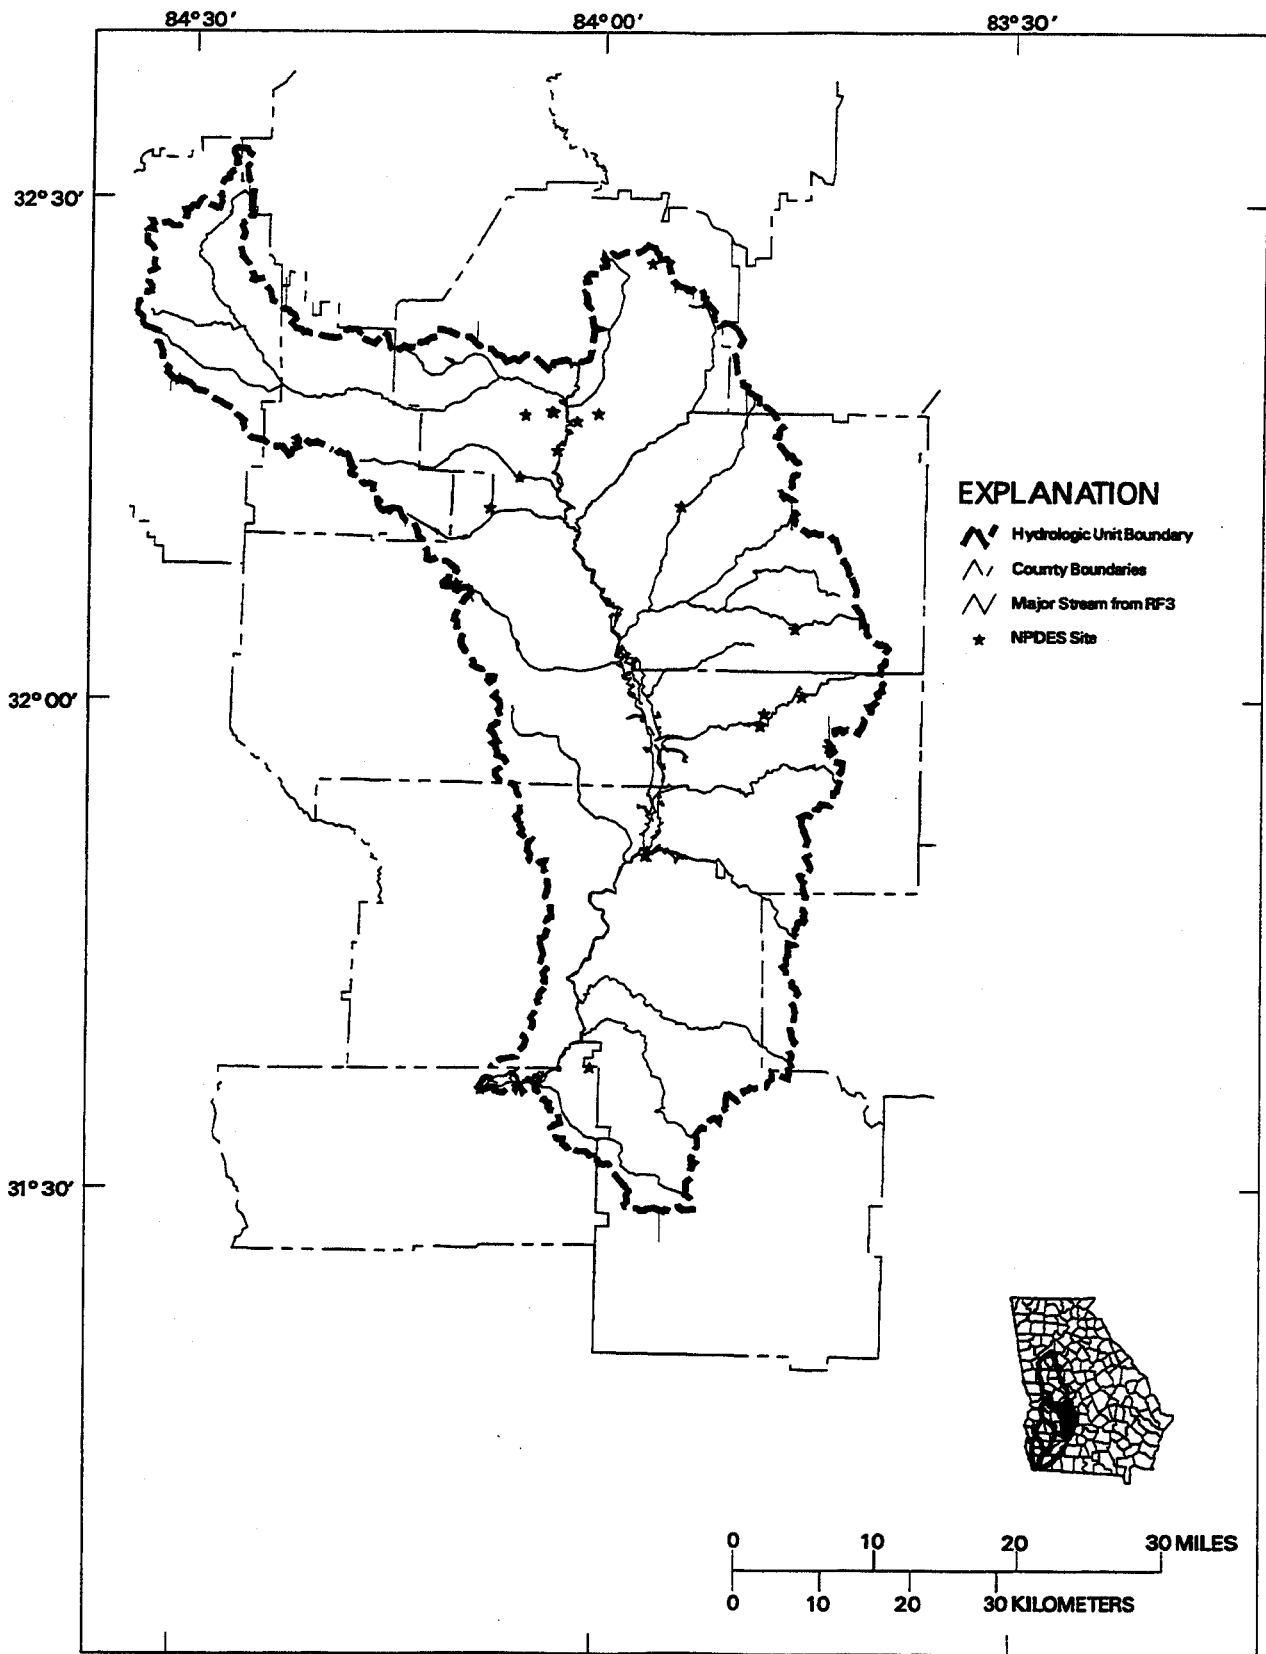 84°30′ 84°00′ 83°30′
32°30′
EXPLANATION
Hydrologic Unit Boundary
County Boundaries
Major Stream from RF3
NPDES Site
32°00′
31°30′
0 10 20 30 MILES
0 10 20 30 KILOMETERS